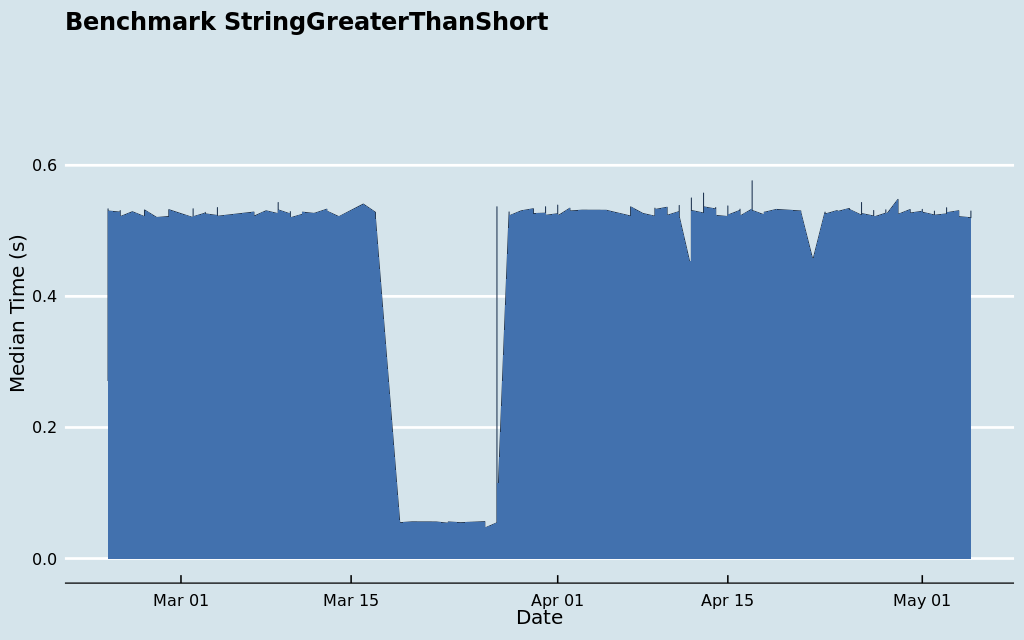 Benchmark StringGreaterThanShort
Median Time (s)
0.6
0.4
0.2
0.0
Mar 01
Mar 15
Apr 01
Apr 15
May 01
Date